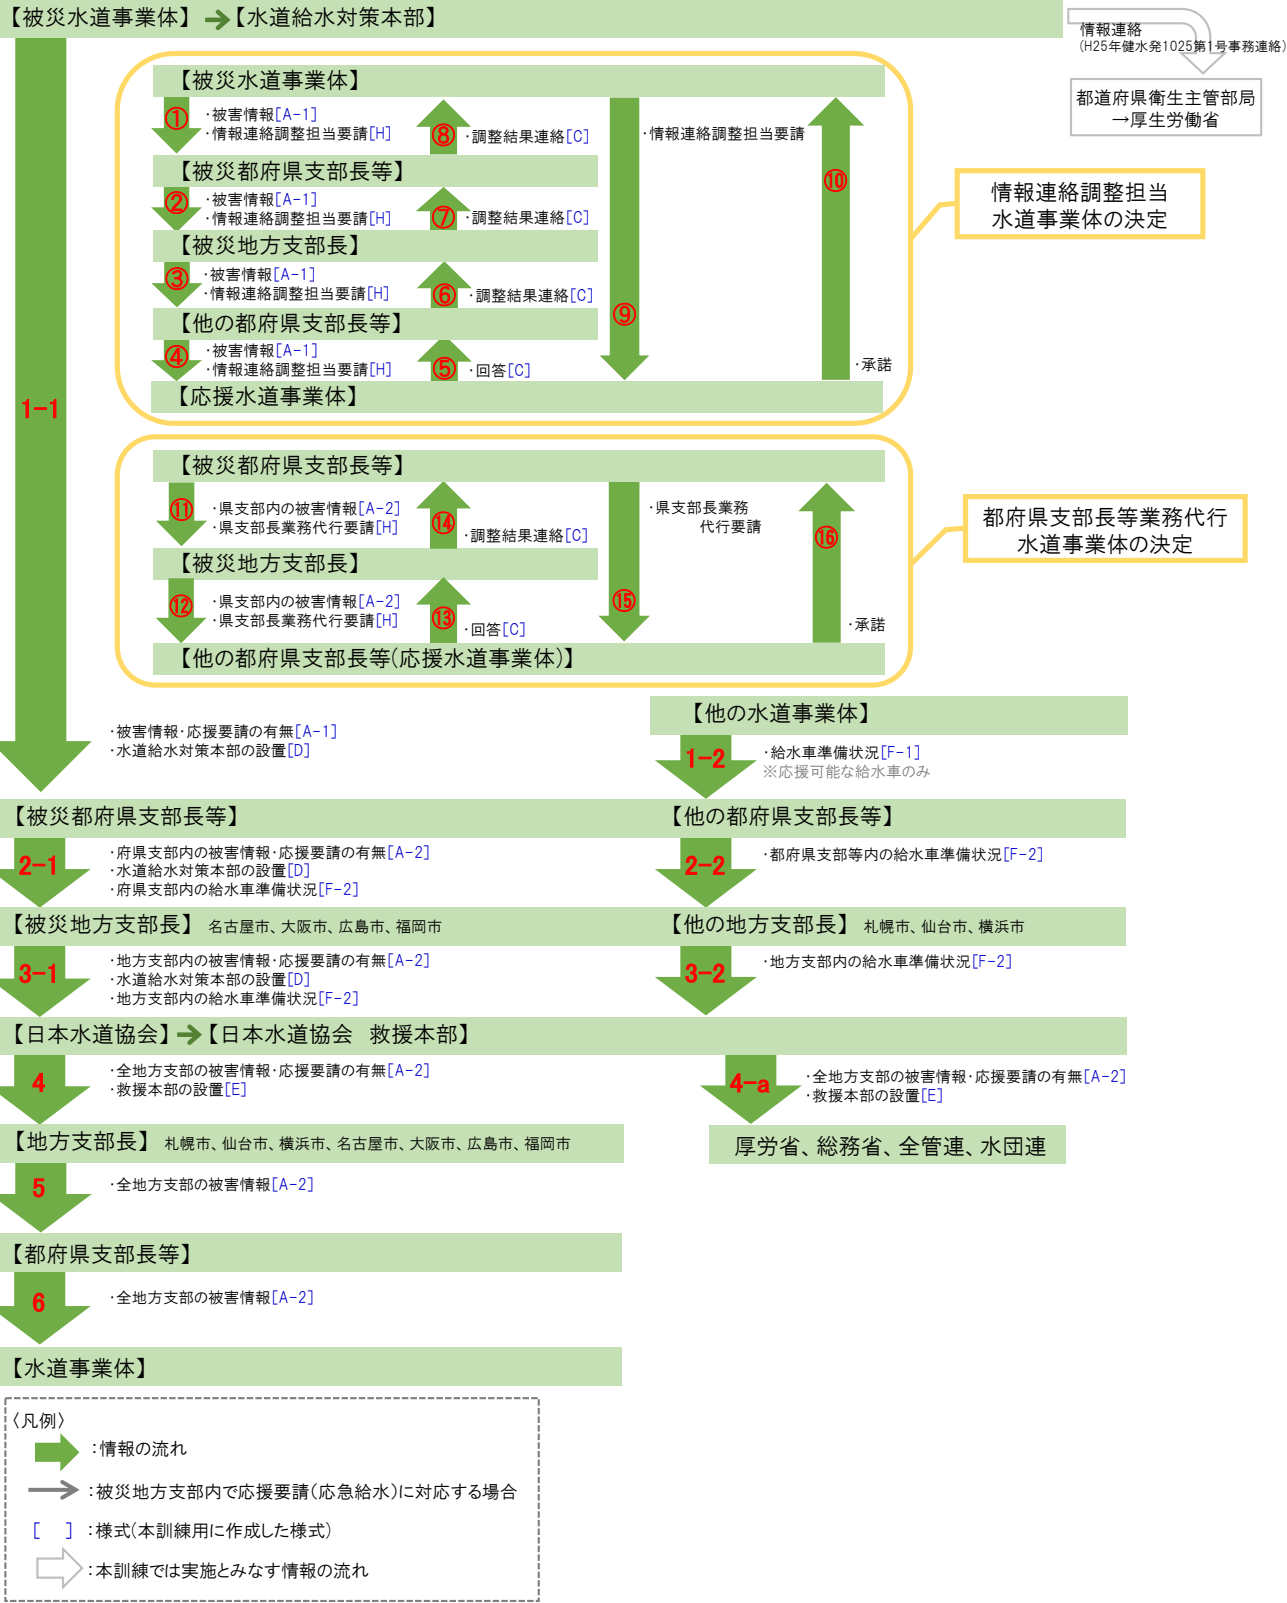 【被災水道事業体】→【水道給水対策本部】
情報連絡
(H25年健水発1025第1号事務連絡)
都道府県衛生主管部局
→厚生労働省
【被災水道事業体】
①
・被害情報[A-1]
・情報連絡調整担当要請[H]
⑧
・調整結果連絡[C]
・情報連絡調整担当要請
⑩
【被災都府県支部長等】
②
・被害情報[A-1]
・情報連絡調整担当要請[H]
⑦
・調整結果連絡[C]
情報連絡調整担当
水道事業体の決定
【被災地方支部長】
③
・被害情報[A-1]
・情報連絡調整担当要請[H]
⑥
・調整結果連絡[C]
⑨
【他の都府県支部長等】
④
・被害情報[A-1]
・情報連絡調整担当要請[H]
⑤
・回答[C]
・承諾
【応援水道事業体】
1-1
【被災都府県支部長等】
⑪
・県支部内の被害情報[A-2]
・県支部長業務代行要請[H]
⑭
・調整結果連絡[C]
・県支部長業務
代行要請
⑯
都府県支部長等業務代行
水道事業体の決定
【被災地方支部長】
⑫
・県支部内の被害情報[A-2]
・県支部長業務代行要請[H]
⑬
・回答[C]
⑮
・承諾
【他の都府県支部長等(応援水道事業体)】
・被害情報・応援要請の有無[A-1]
・水道給水対策本部の設置[D]
【他の水道事業体】
1-2
・給水車準備状況[F-1]
※応援可能な給水車のみ
【被災都府県支部長等】
【他の都府県支部長等】
2-1
・府県支部内の被害情報・応援要請の有無[A-2]
・水道給水対策本部の設置[D]
・府県支部内の給水車準備状況[F-2]
2-2
・都府県支部等内の給水車準備状況[F-2]
【被災地方支部長】 名古屋市、大阪市、広島市、福岡市
【他の地方支部長】 札幌市、仙台市、横浜市
3-1
・地方支部内の被害情報・応援要請の有無[A-2]
・水道給水対策本部の設置[D]
・地方支部内の給水車準備状況[F-2]
3-2
・地方支部内の給水車準備状況[F-2]
【日本水道協会】→【日本水道協会 救援本部】
4
・全地方支部の被害情報・応援要請の有無[A-2]
・救援本部の設置[E]
4-a
・全地方支部の被害情報・応援要請の有無[A-2]
・救援本部の設置[E]
【地方支部長】 札幌市、仙台市、横浜市、名古屋市、大阪市、広島市、福岡市
厚労省、総務省、全管連、水団連
5
・全地方支部の被害情報[A-2]
【都府県支部長等】
6
・全地方支部の被害情報[A-2]
【水道事業体】
〈凡例〉
:情報の流れ
:被災地方支部内で応援要請(応急給水)に対応する場合
[ ] :様式(本訓練用に作成した様式)
:本訓練では実施とみなす情報の流れ